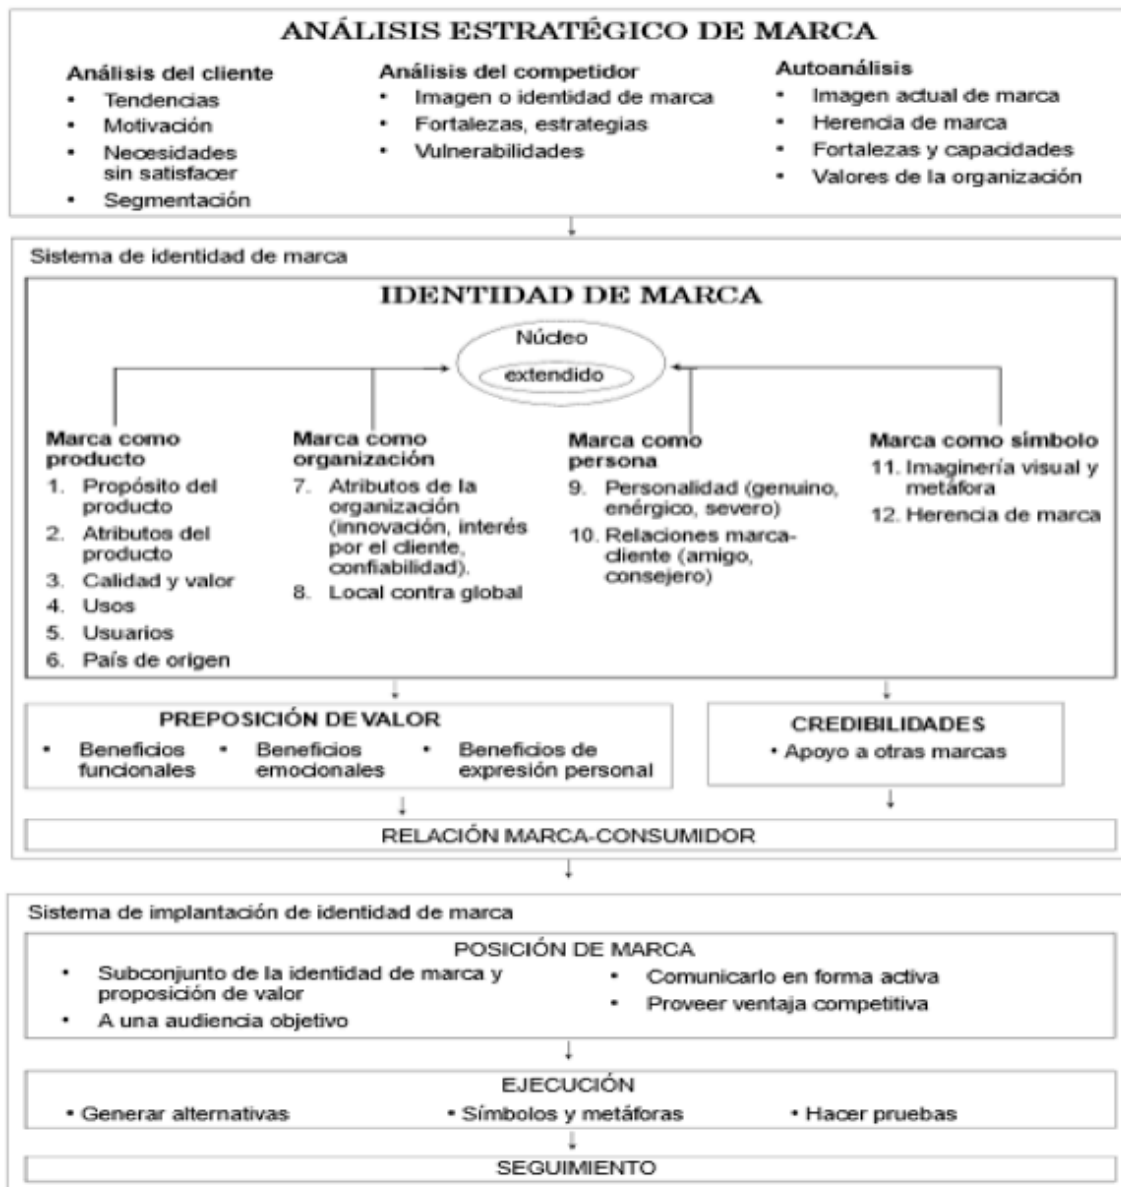 ANÁLISIS ESTRATÉGICO DE MARCA
Análisis del cliente
• Tendencias
• Motivación
• Necesidades
sin satisfacer
• Segmentación
Análisis del competidor
• Imagen o identidad de marca
• Fortalezas, estrategias
• Vulnerabilidades
Autoanálisis
• Imagen actual de marca
• Herencia de marca
• Fortalezas y capacidades
• Valores de la organización
Sistema de identidad de marca
IDENTIDAD DE MARCA
Núcleo
extendido
Marca como
producto
1. Propósito del
producto
2. Atributos del
producto
3. Calidad y valor
4. Usos
5. Usuarios
6. País de origen
Marca como
organización
7. Atributos de la
organización
(innovación, interés
por el cliente,
confiabilidad).
8. Local contra global
Marca como
persona
9. Personalidad (genuino,
enérgico, severo)
10. Relaciones marca-
cliente (amigo,
consejero)
Marca como símbolo
11. Imaginería visual y
metáfora
12. Herencia de marca
PREPOSICIÓN DE VALOR
• Beneficios
funcionales
• Beneficios
emocionales
• Beneficios de
expresión personal
CREDIBILIDADES
• Apoyo a otras marcas
RELACIÓN MARCA-CONSUMIDOR
Sistema de implantación de identidad de marca
POSICIÓN DE MARCA
• Subconjunto de la identidad de marca y
proposición de valor
• A una audiencia objetivo
• Comunicarlo en forma activa
• Proveer ventaja competitiva
EJECUCIÓN
• Generar alternativas
• Símbolos y metáforas
• Hacer pruebas
SEGUIMIENTO